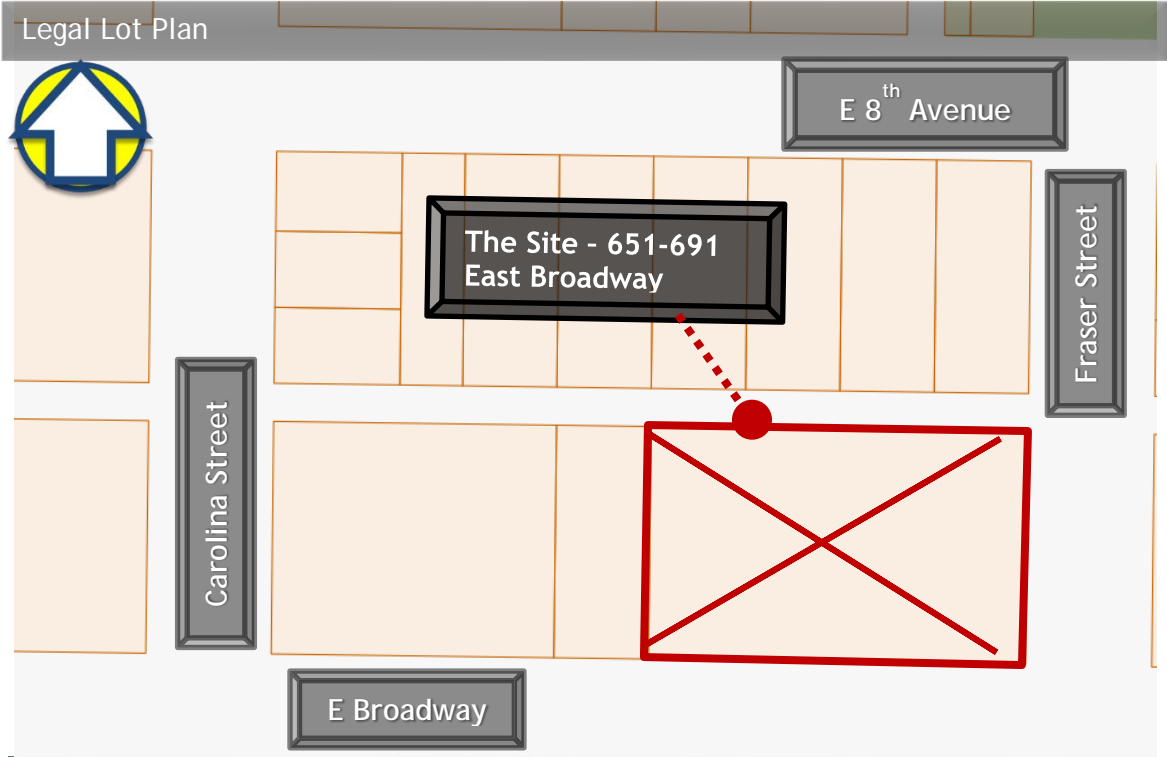 Legal Lot Plan
E 8th Avenue
The Site - 651-691
East Broadway
Fraser Street
Carolina Street
E Broadway